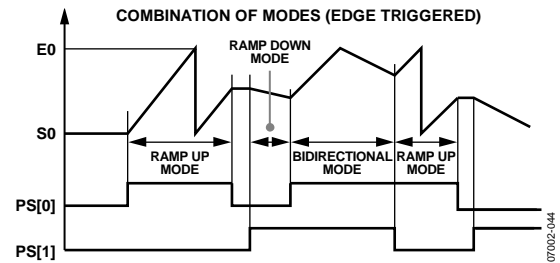 COMBINATION OF MODES (EDGE TRIGGERED)
E0
RAMP DOWN
MODE
S0
RAMP UP
MODE
BIDIRECTIONAL
MODE
RAMP UP
MODE
PS[0]
PS[1]
07002-044